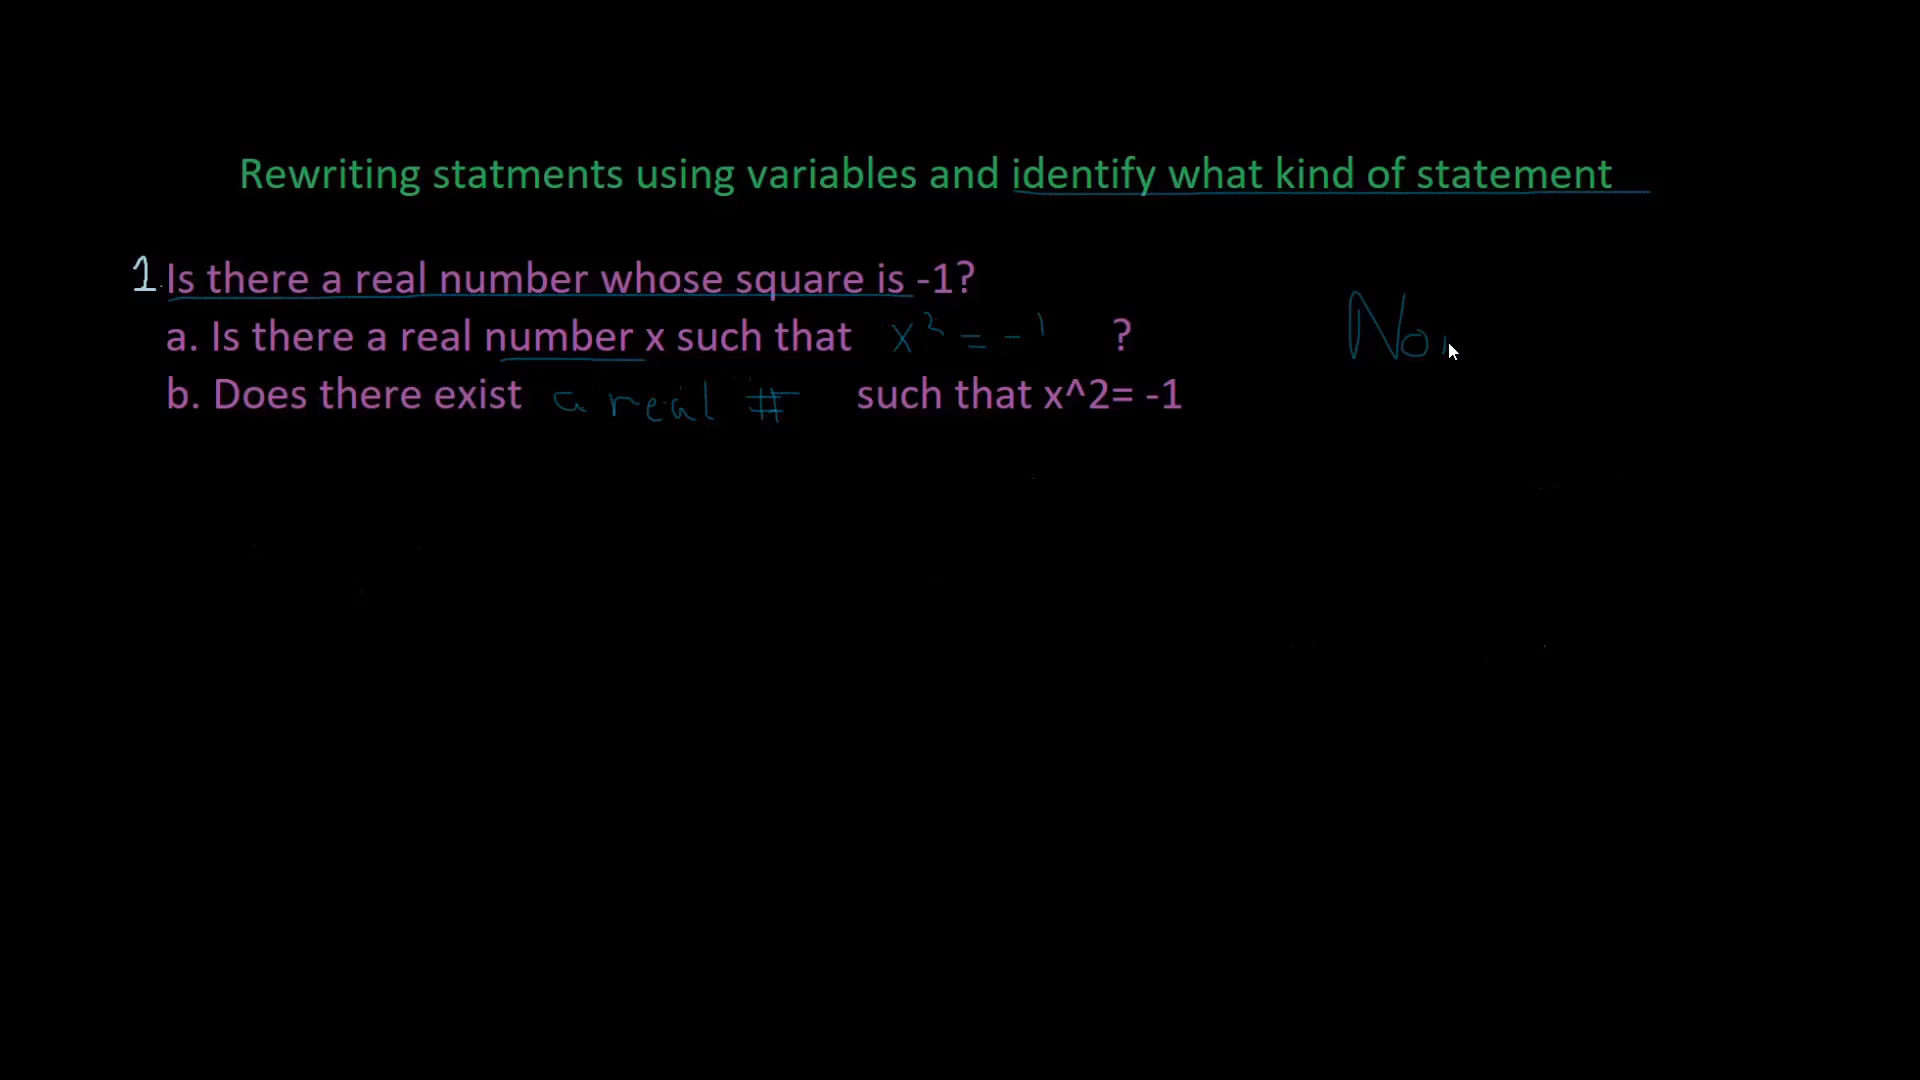 Rewriting statments using variables and identify what kind of statement
1. Is there a real number whose square is -1?
a. Is there a real number x such that x² = -1 ?
No
b. Does there exist a real # such that x^2= -1